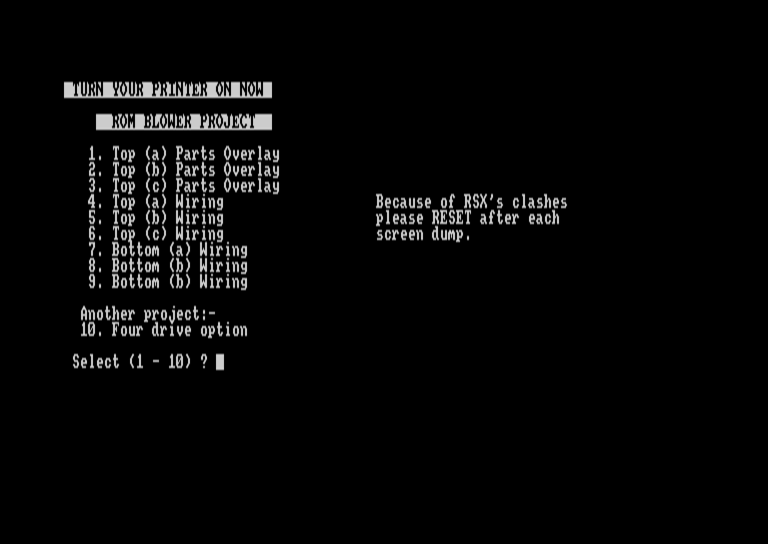 TURN YOUR PRINTER ON NOW
ROM BLOWER PROJECT
1. Top (a) Parts Overlay
2. Top (b) Parts Overlay
3. Top (c) Parts Overlay
4. Top (a) Wiring
5. Top (b) Wiring
6. Top (c) Wiring
7. Bottom (a) Wiring
8. Bottom (b) Wiring
9. Bottom (b) Wiring
Another project:-
10. Four drive option
Select (1 - 10) ?
Because of RSX's clashes
please RESET after each
screen dump.